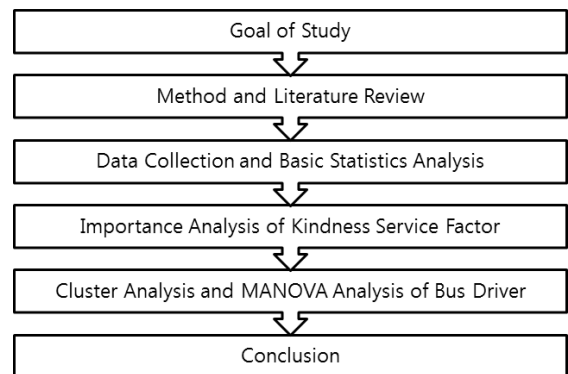 Goal of Study
Method and Literature Review
Data Collection and Basic Statistics Analysis
Importance Analysis of Kindness Service Factor
Cluster Analysis and MANOVA Analysis of Bus Driver
Conclusion